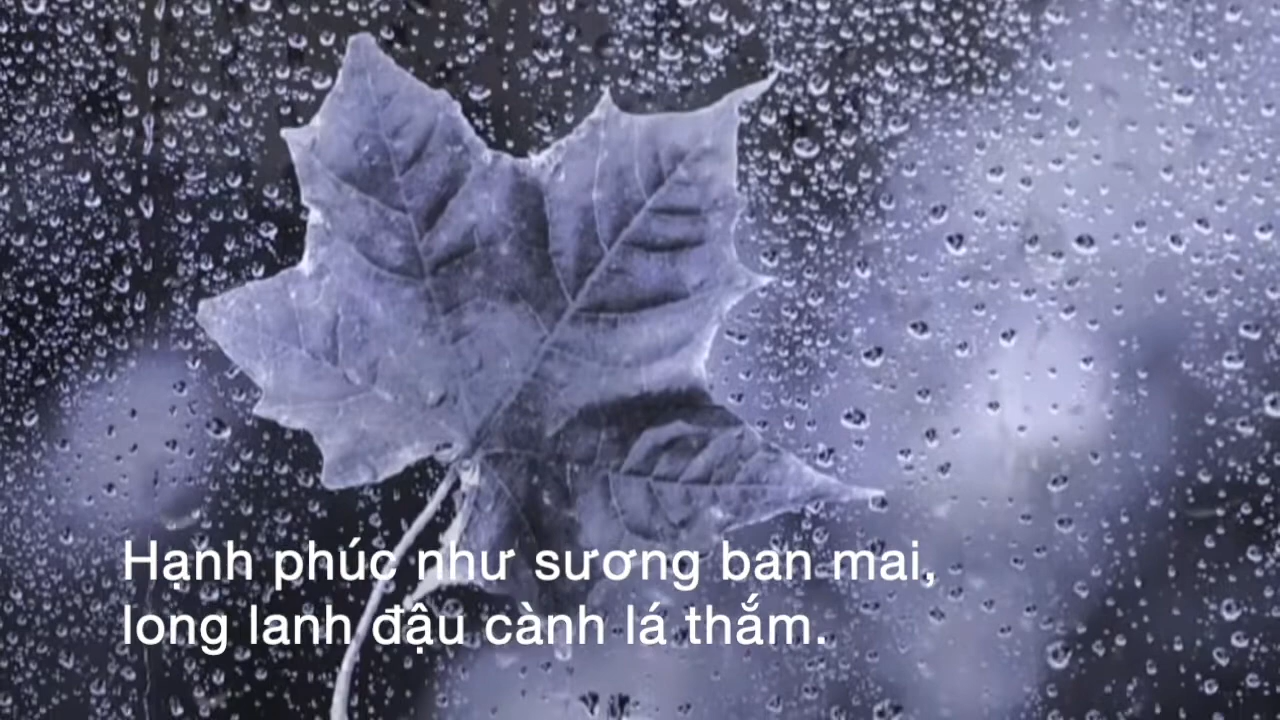 Hạnh phúc như sương ban mai,
long lanh đậu cành lá thắm.